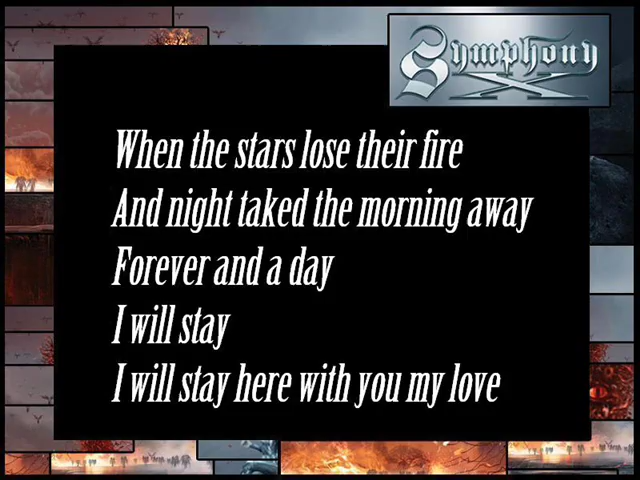 Symphony X
When the stars lose their fire
And night taked the morning away
Forever and a day
I will stay
I will stay here with you my love